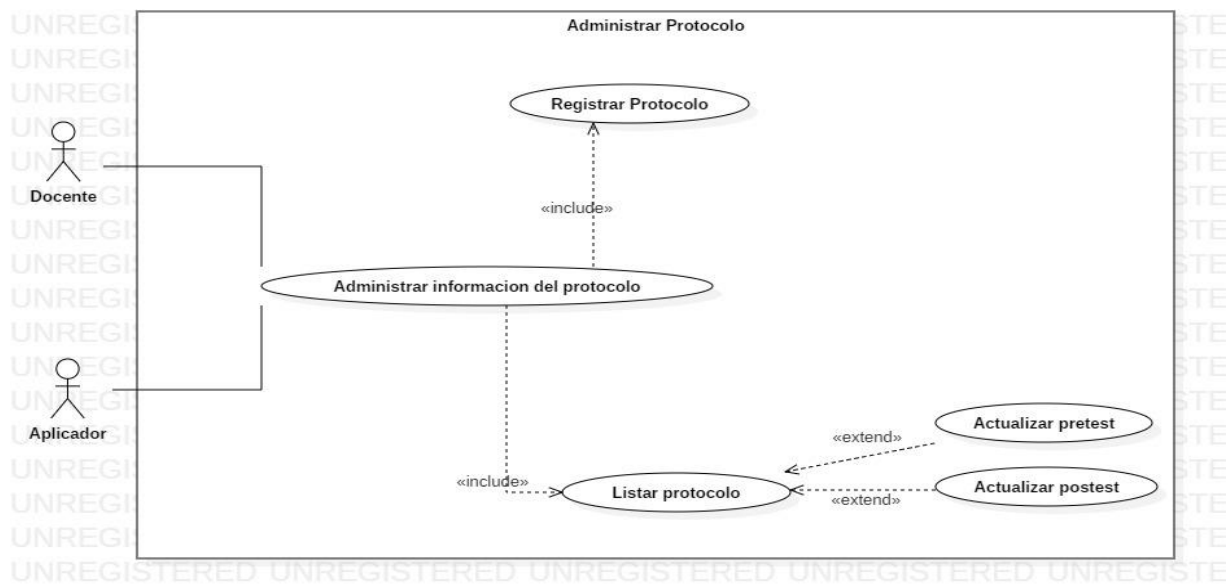 Administrar Protocolo
Registrar Protocolo
Docente
«include»
Administrar informacion del protocolo
Aplicador
Actualizar pretest
«extend»
«include»
Listar protocolo
Actualizar postest
«extend»
UNREGISTERED UNREGISTERED UNREGISTERED UNREGISTERED UNREGISTE